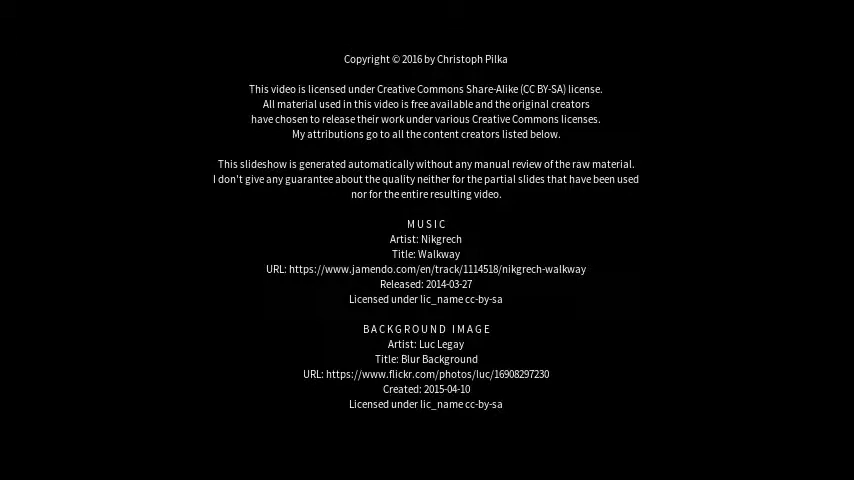 Copyright © 2016 by Christoph Pilka
This video is licensed under Creative Commons Share-Alike (CC BY-SA) license.
All material used in this video is free available and the original creators
have chosen to release their work under various Creative Commons licenses.
My attributions go to all the content creators listed below.
This slideshow is generated automatically without any manual review of the raw material.
I don't give any guarantee about the quality neither for the partial slides that have been used
nor for the entire resulting video.
M U S I C
Artist: Nikgrech
Title: Walkway
URL: https://www.jamendo.com/en/track/1114518/nikgrech-walkway
Released: 2014-03-27
Licensed under lic_name cc-by-sa
B A C K G R O U N D   I M A G E
Artist: Luc Legay
Title: Blur Background
URL: https://www.flickr.com/photos/luc/16908297230
Created: 2015-04-10
Licensed under lic_name cc-by-sa